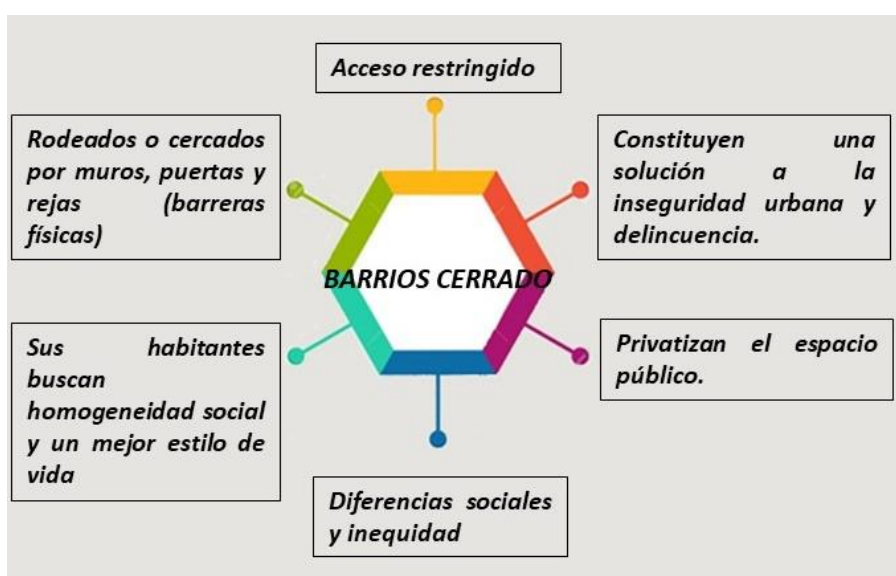 Acceso restringido
Rodeados o cercados
por muros, puertas y
rejas (barreras
físicas)
Constituyen una
solución a la
inseguridad urbana y
delincuencia.
BARRIOS CERRADO
Sus habitantes
buscan
homogeneidad social
y un mejor estilo de
vida
Privatizan el espacio
público.
Diferencias sociales
y inequidad